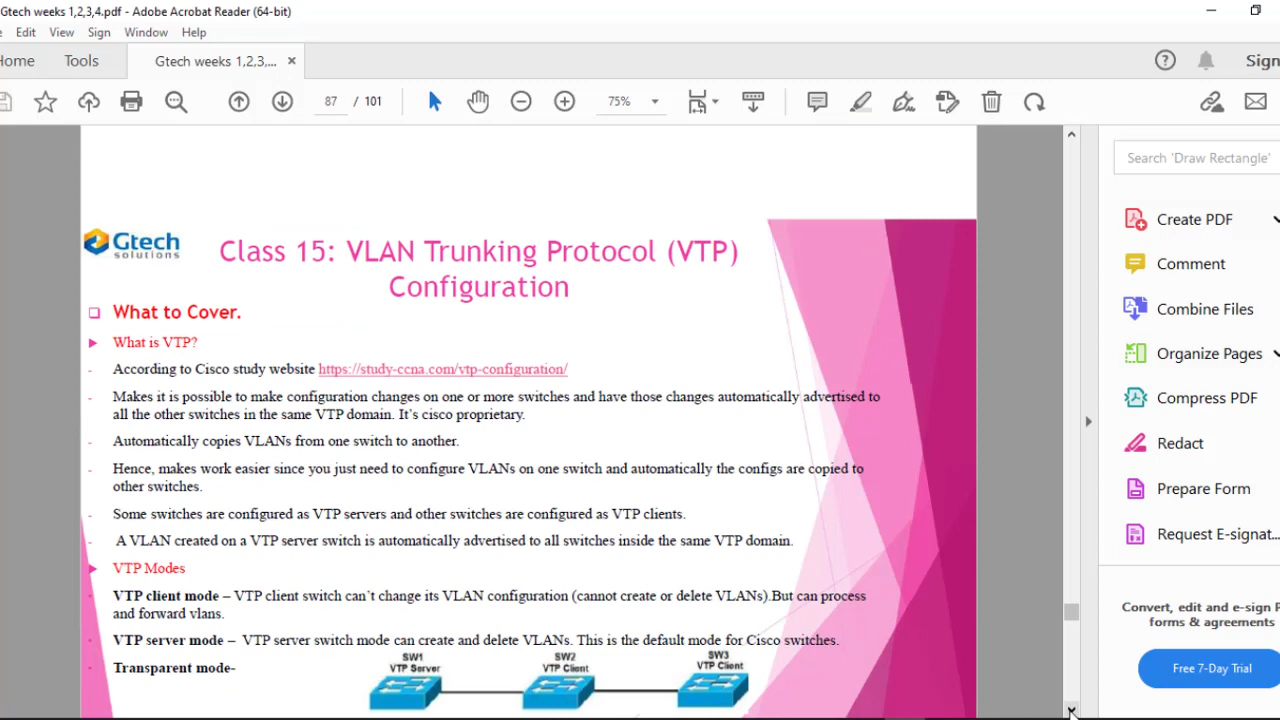 Gtech weeks 1,2,3,4.pdf - Adobe Acrobat Reader (64-bit)
Edit View Sign Window Help
Home Tools Gtech weeks 1,2,3,... × Sign
87 / 101 75%
Search 'Draw Rectangle'
Create PDF
Comment
Combine Files
Organize Pages
Compress PDF
Redact
Prepare Form
Request E-signat...
Convert, edit and e-sign P
forms & agreements
Free 7-Day Trial
Gtech
solutions
Class 15: VLAN Trunking Protocol (VTP)
Configuration
What to Cover.
What is VTP?
- According to Cisco study website https://study-ccna.com/vtp-configuration/
- Makes it is possible to make configuration changes on one or more switches and have those changes automatically advertised to
all the other switches in the same VTP domain. It's cisco proprietary.
- Automatically copies VLANs from one switch to another.
- Hence, makes work easier since you just need to configure VLANs on one switch and automatically the configs are copied to
other switches.
- Some switches are configured as VTP servers and other switches are configured as VTP clients.
- A VLAN created on a VTP server switch is automatically advertised to all switches inside the same VTP domain.
VTP Modes
VTP client mode – VTP client switch can't change its VLAN configuration (cannot create or delete VLANs).But can process
and forward vlans.
VTP server mode – VTP server switch mode can create and delete VLANs. This is the default mode for Cisco switches.
Transparent mode-
SW1 SW2 SW3
VTP Server VTP Client VTP Client